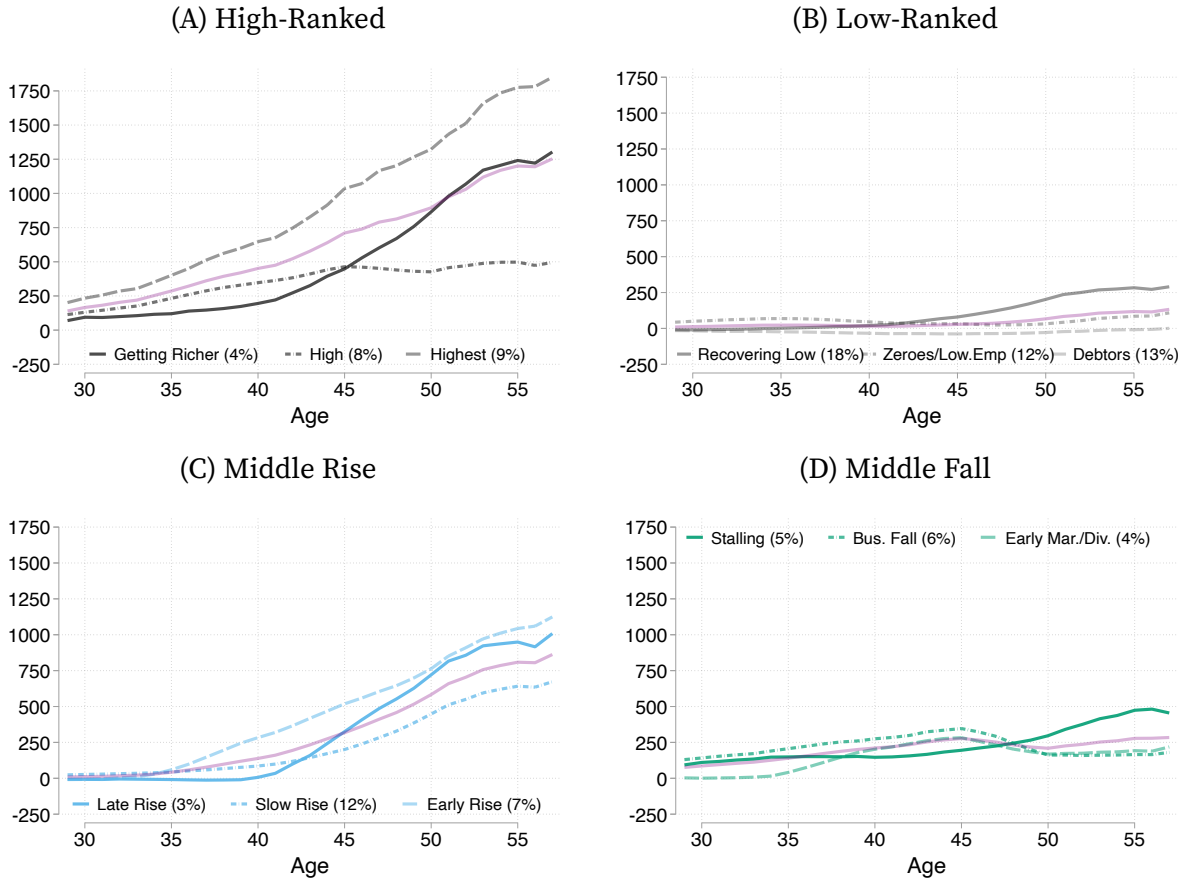 (A) High-Ranked
1750
1500
1250
1000
750
500
250
0
-250
Getting Richer (4%) High (8%) Highest (9%)
30 35 40 45 50 55
Age
(B) Low-Ranked
1750
1500
1250
1000
750
500
250
0
-250
Recovering Low (18%) Zeroes/Low.Emp (12%) Debtors (13%)
30 35 40 45 50 55
Age
(C) Middle Rise
1750
1500
1250
1000
750
500
250
0
-250
Late Rise (3%) Slow Rise (12%) Early Rise (7%)
30 35 40 45 50 55
Age
(D) Middle Fall
1750
1500
1250
1000
750
500
250
0
-250
Stalling (5%) Bus. Fall (6%) Early Mar./Div. (4%)
30 35 40 45 50 55
Age